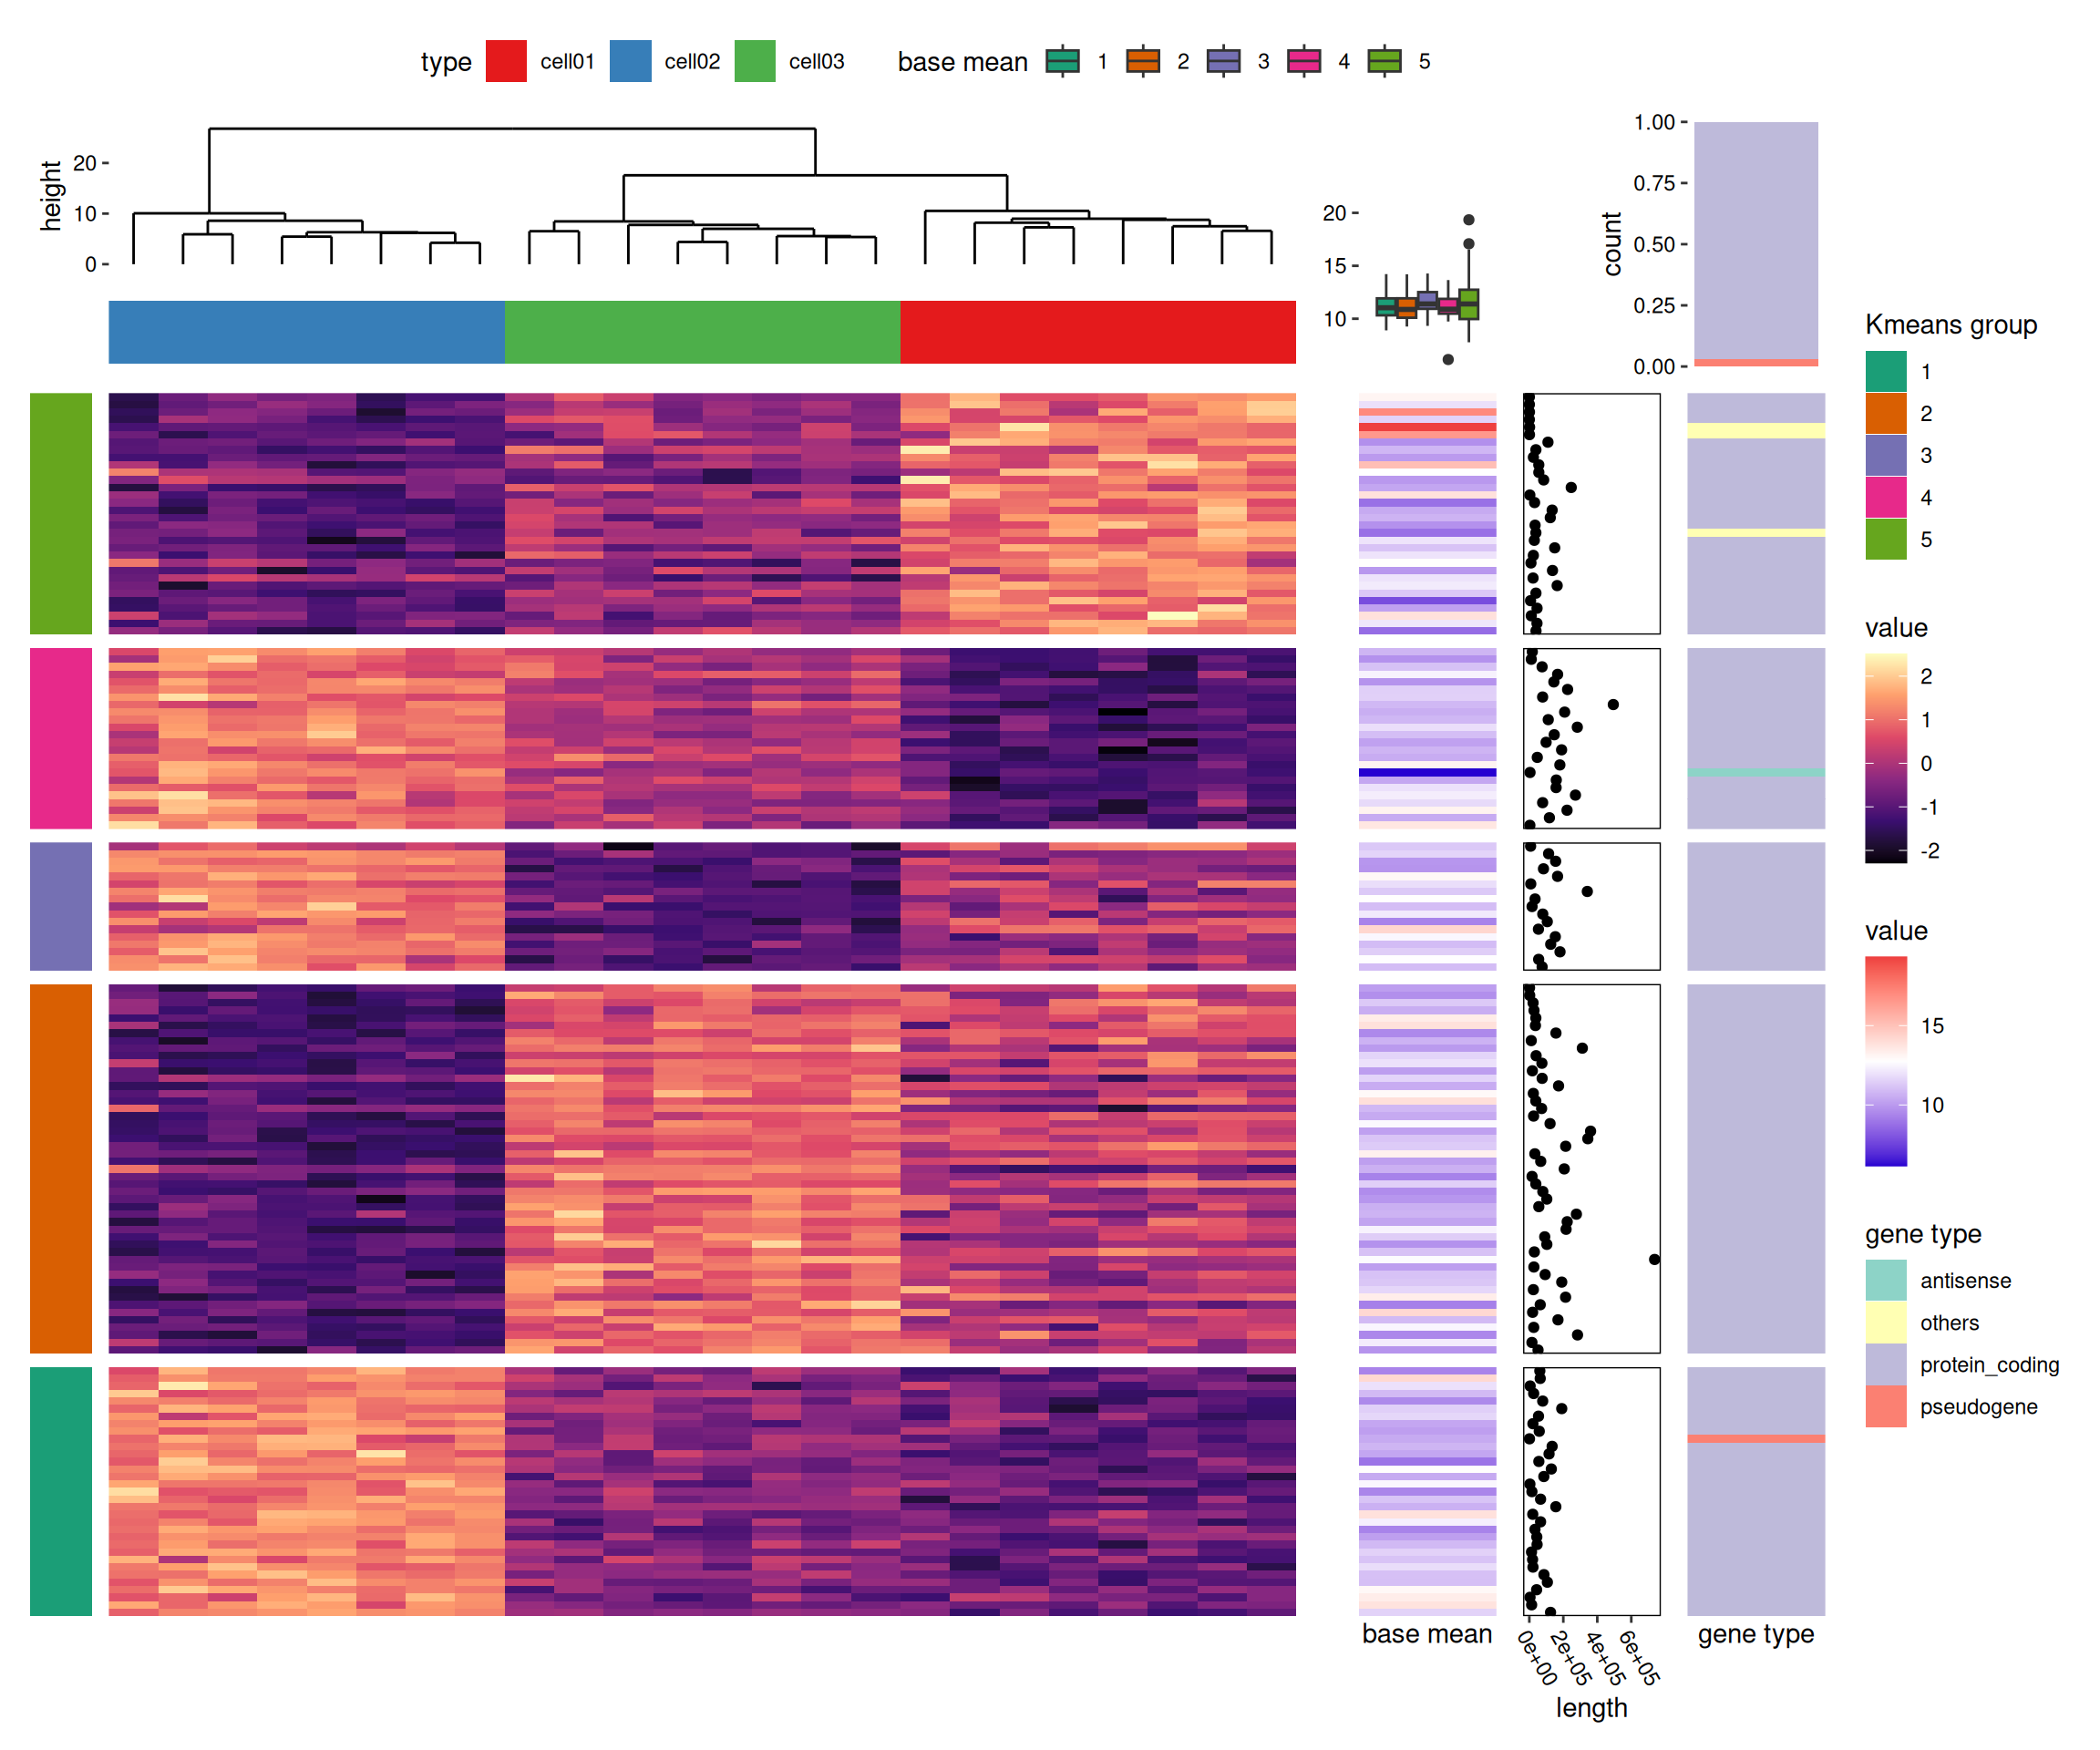 type cell01 cell02 cell03 base mean 1 2 3 4 5
height
20
10
0
20
15
10
count
1.00
0.75
0.50
0.25
0.00
Kmeans group
1
2
3
4
5
value
2
1
0
-1
-2
value
15
10
gene type
antisense
others
protein_coding
pseudogene
base mean
0e+00 2e+05 4e+05 6e+05
length
gene type